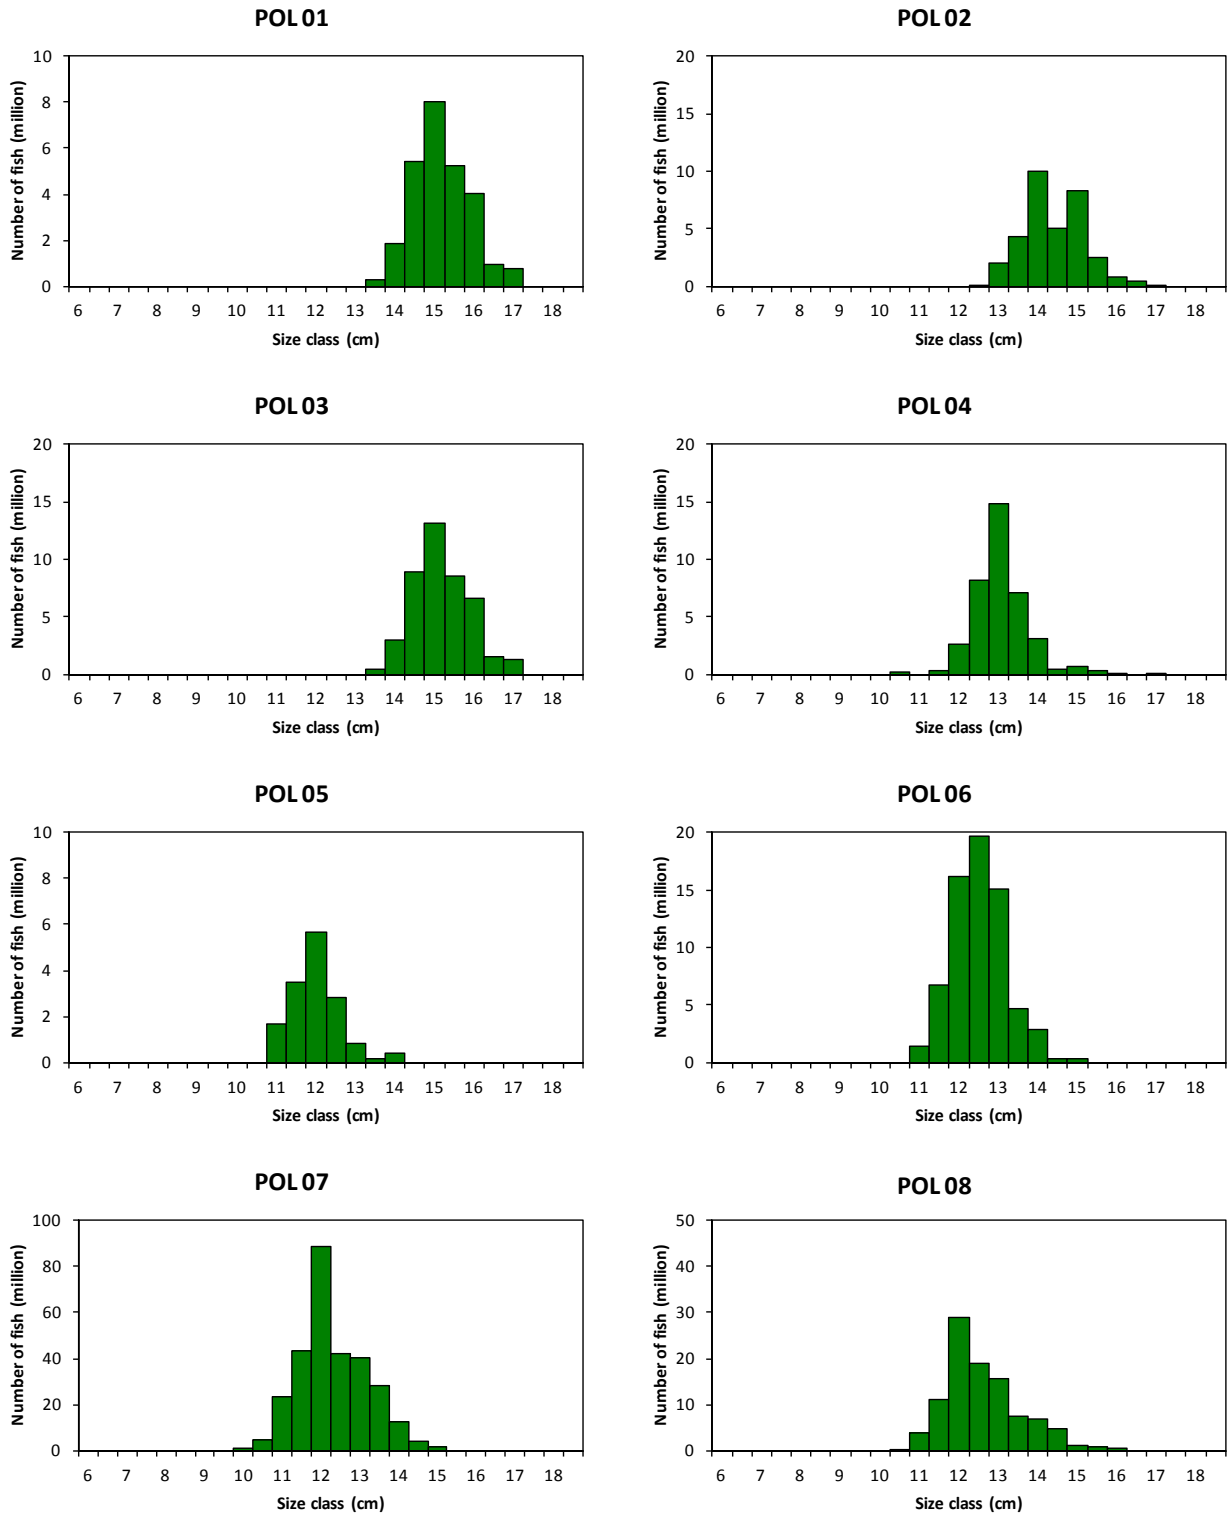 POL 01
10
8
6
4
2
0
Number of fish (million)
6 7 8 9 10 11 12 13 14 15 16 17 18
Size class (cm)
POL 02
20
15
10
5
0
Number of fish (million)
6 7 8 9 10 11 12 13 14 15 16 17 18
Size class (cm)
POL 03
20
15
10
5
0
Number of fish (million)
6 7 8 9 10 11 12 13 14 15 16 17 18
Size class (cm)
POL 04
20
15
10
5
0
Number of fish (million)
6 7 8 9 10 11 12 13 14 15 16 17 18
Size class (cm)
POL 05
10
8
6
4
2
0
Number of fish (million)
6 7 8 9 10 11 12 13 14 15 16 17 18
Size class (cm)
POL 06
20
15
10
5
0
Number of fish (million)
6 7 8 9 10 11 12 13 14 15 16 17 18
Size class (cm)
POL 07
100
80
60
40
20
0
Number of fish (million)
6 7 8 9 10 11 12 13 14 15 16 17 18
Size class (cm)
POL 08
50
40
30
20
10
0
Number of fish (million)
6 7 8 9 10 11 12 13 14 15 16 17 18
Size class (cm)